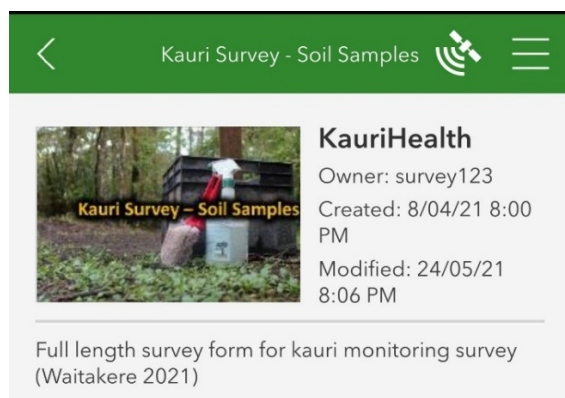 Kauri Survey - Soil Samples
Kauri Survey – Soil Samples
KauriHealth
Owner: survey123
Created: 8/04/21 8:00
PM
Modified: 24/05/21
8:06 PM
Full length survey form for kauri monitoring survey
(Waitakere 2021)